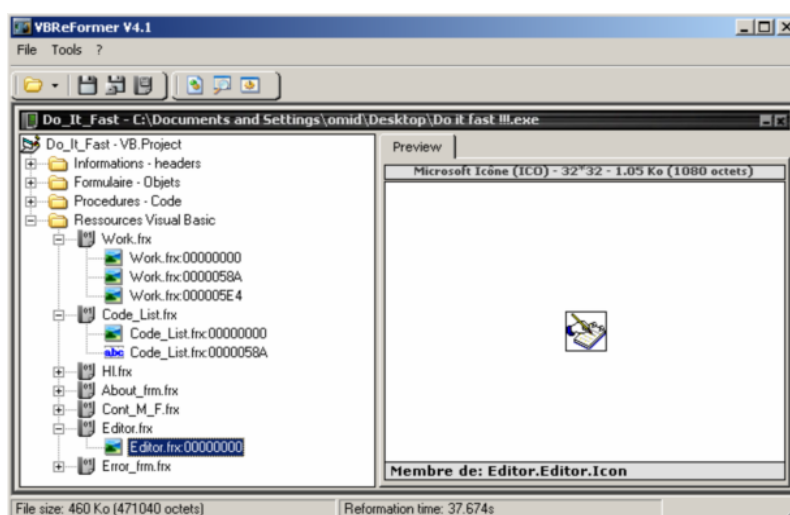 VBReFormer V4.1
File Tools ?
Do_It_Fast - C:\Documents and Settings\omid\Desktop\Do it fast !!!.exe
Do_It_Fast - VB.Project
Informations - headers
Formulaire - Objets
Procedures - Code
Ressources Visual Basic
Work.frx
Work.frx:00000000
Work.frx:0000058A
Work.frx:000005E4
Code_List.frx
Code_List.frx:00000000
abc Code_List.frx:0000058A
HI.frx
About_frm.frx
Cont_M_F.frx
Editor.frx
Editor.frx:00000000
Error_frm.frx
Preview
Microsoft Icône (ICO) - 32*32 - 1.05 Ko (1080 octets)
Membre de: Editor.Editor.Icon
File size: 460 Ko (471040 octets)
Reformation time: 37.674s